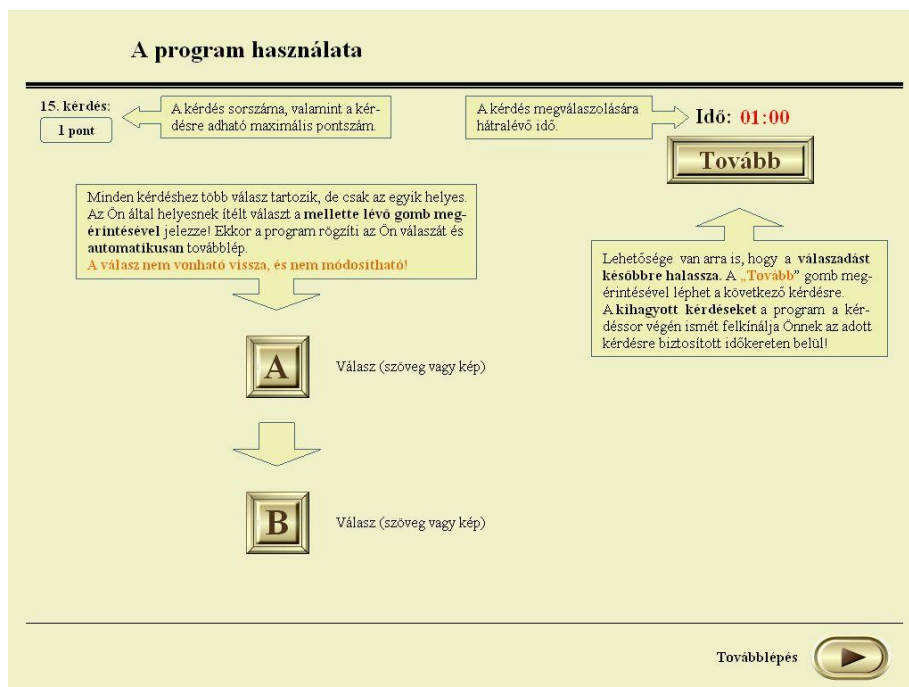 A program használata
15. kérdés:
1 pont
A kérdés sorszáma, valamint a kér-
désre adható maximális pontszám.
A kérdés megválaszolására
hátralévő idő.
Idő: 01:00
Tovább
Minden kérdéshez több válasz tartozik, de csak az egyik helyes.
Az Ön által helyesnek ítélt választ a mellette lévő gomb meg-
érintésével jelezze! Ekkor a program rögzíti az Ön válaszát és
automatikusan továbblép.
A válasz nem vonható vissza, és nem módosítható!
Lehetősége van arra is, hogy a válaszadást
későbbre halassza. A „Tovább” gomb meg-
érintésével léphet a következő kérdésre.
A kihagyott kérdéseket a program a kér-
déssor végén ismét felkínálja Önnek az adott
kérdésre biztosított időkereten belül!
A
Válasz (szöveg vagy kép)
B
Válasz (szöveg vagy kép)
Továbblépés